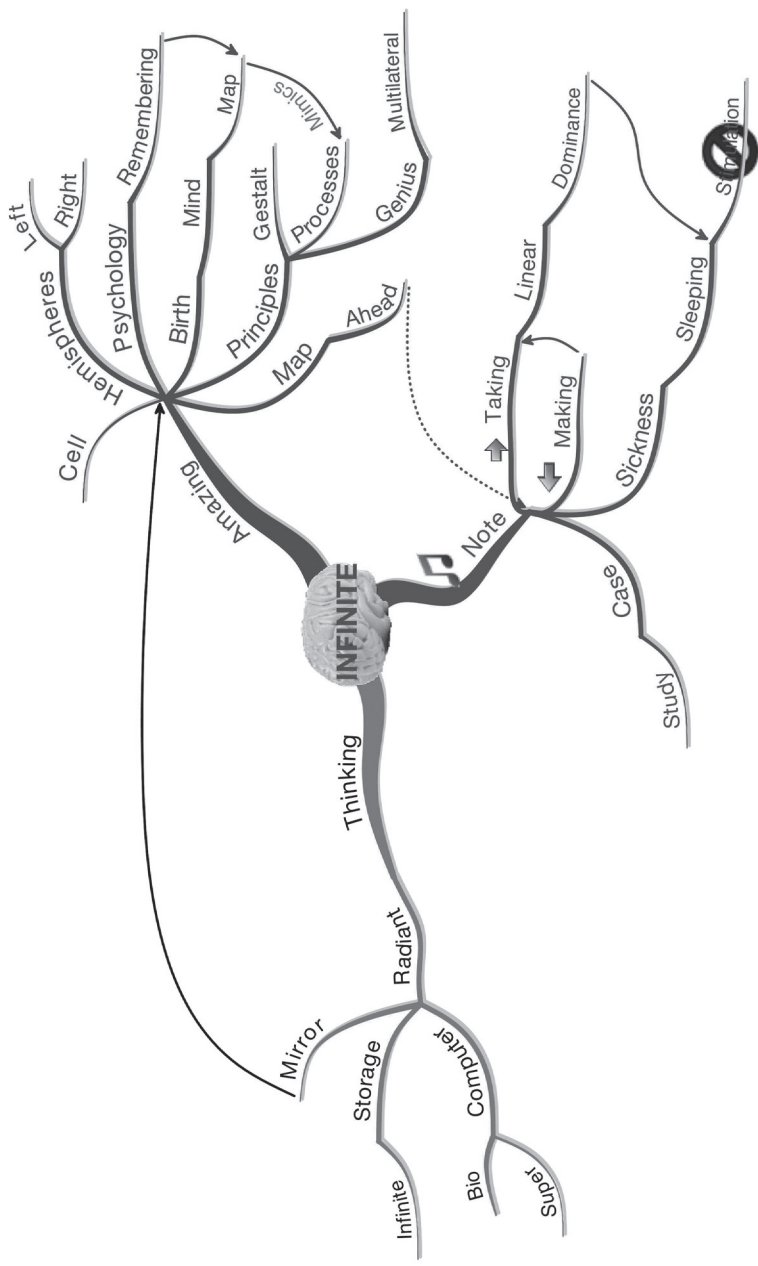 INFINITE
Amazing
Cell
Hemispheres
Left
Right
Psychology
Remembering
Birth
Mind
Map
Mimics
Principles
Gestalt
Processes
Genius
Multilateral
Map
Ahead
Note
Taking
Linear
Dominance
Making
Sickness
Sleeping
Stimulation
Case
Study
Thinking
Radiant
Mirror
Storage
Infinite
Computer
Bio
Super